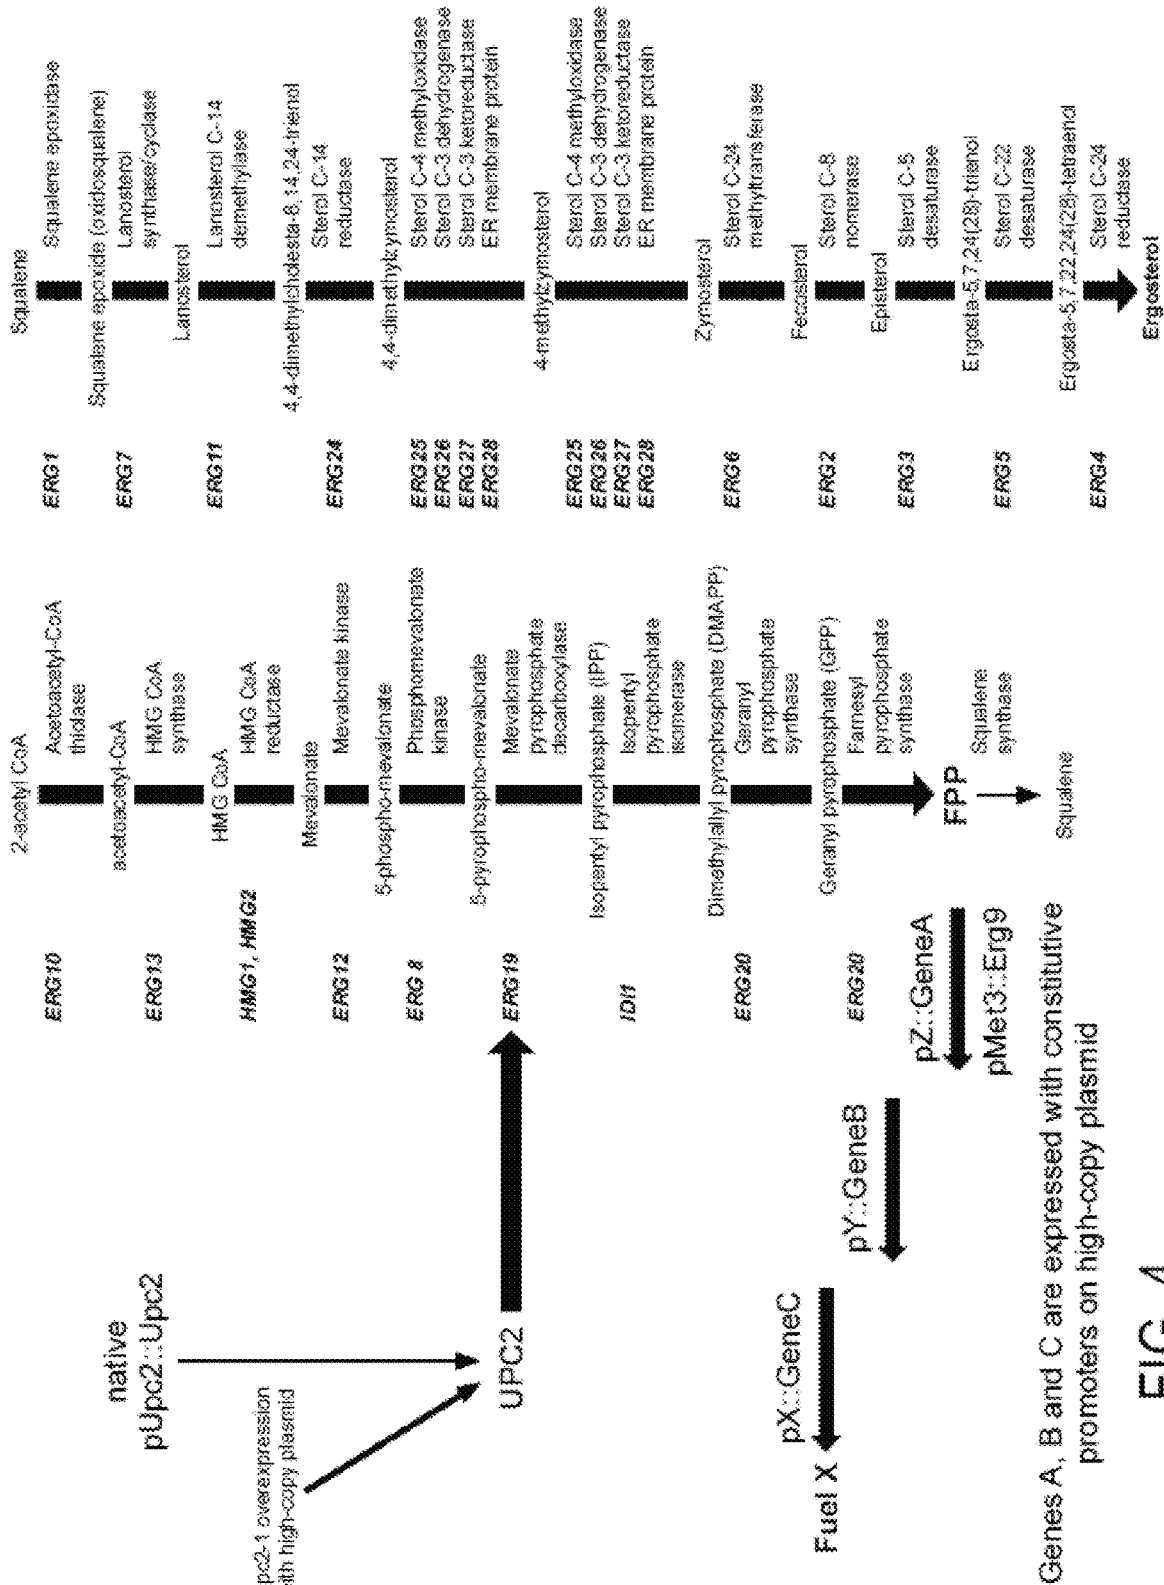 native
pUpc2::Upc2
pc2-1 overexpression
ith high-copy plasmid
UPC2
ERG10
ERG13
HMG1, HMG2
ERG12
ERG 8
ERG19
IDI1
ERG20
ERG20
2-acetyl CoA
Acetoacetyl-CoA
thiolase
acetoacetyl-CoA
HMG CoA
synthase
HMG CoA
HMG CoA
reductase
Mevalonate
Mevalonate kinase
5-phospho-mevalonate
Phosphomevalonate
kinase
5-pyrophospho-mevalonate
Mevalonate
pyrophosphate
decarboxylase
Isopentyl pyrophosphate (IPP)
Isopentyl
pyrophosphate
isomerase
Dimethylallyl pyrophosphate (DMAPP)
Geranyl
pyrophosphate
synthase
Geranyl pyrophosphate (GPP)
Farnesyl
pyrophosphate
synthase
FPP
Squalene
synthase
Squalene
pZ::GeneA
pMet3::Erg9
pY::GeneB
pX::GeneC
Fuel X
Genes A, B and C are expressed with constitutive
promoters on high-copy plasmid
ERG1
ERG7
ERG11
ERG24
ERG25
ERG26
ERG27
ERG28
ERG25
ERG26
ERG27
ERG28
ERG6
ERG2
ERG3
ERG5
ERG4
Squalene
Squalene epoxidase
Squalene epoxide (oxidosqualene)
Lanosterol
synthase/cyclase
Lanosterol
Lanosterol C-14
demethylase
4,4-dimethylcholesta-8,14,24-trienol
Sterol C-14
reductase
4,4-dimethylzymosterol
Sterol C-4 methyloxidase
Sterol C-3 dehydrogenase
Sterol C-3 ketoreductase
ER membrane protein
4-methylzymosterol
Sterol C-4 methyloxidase
Sterol C-3 dehydrogenase
Sterol C-3 ketoreductase
ER membrane protein
Zymosterol
Sterol C-24
methyltransferase
Fecosterol
Sterol C-8
isomerase
Episterol
Sterol C-5
desaturase
Ergosta-5,7,24(28)-trienol
Sterol C-22
desaturase
Ergosta-5,7,22,24(28)-tetraenol
Sterol C-24
reductase
Ergosterol
FIG. 4